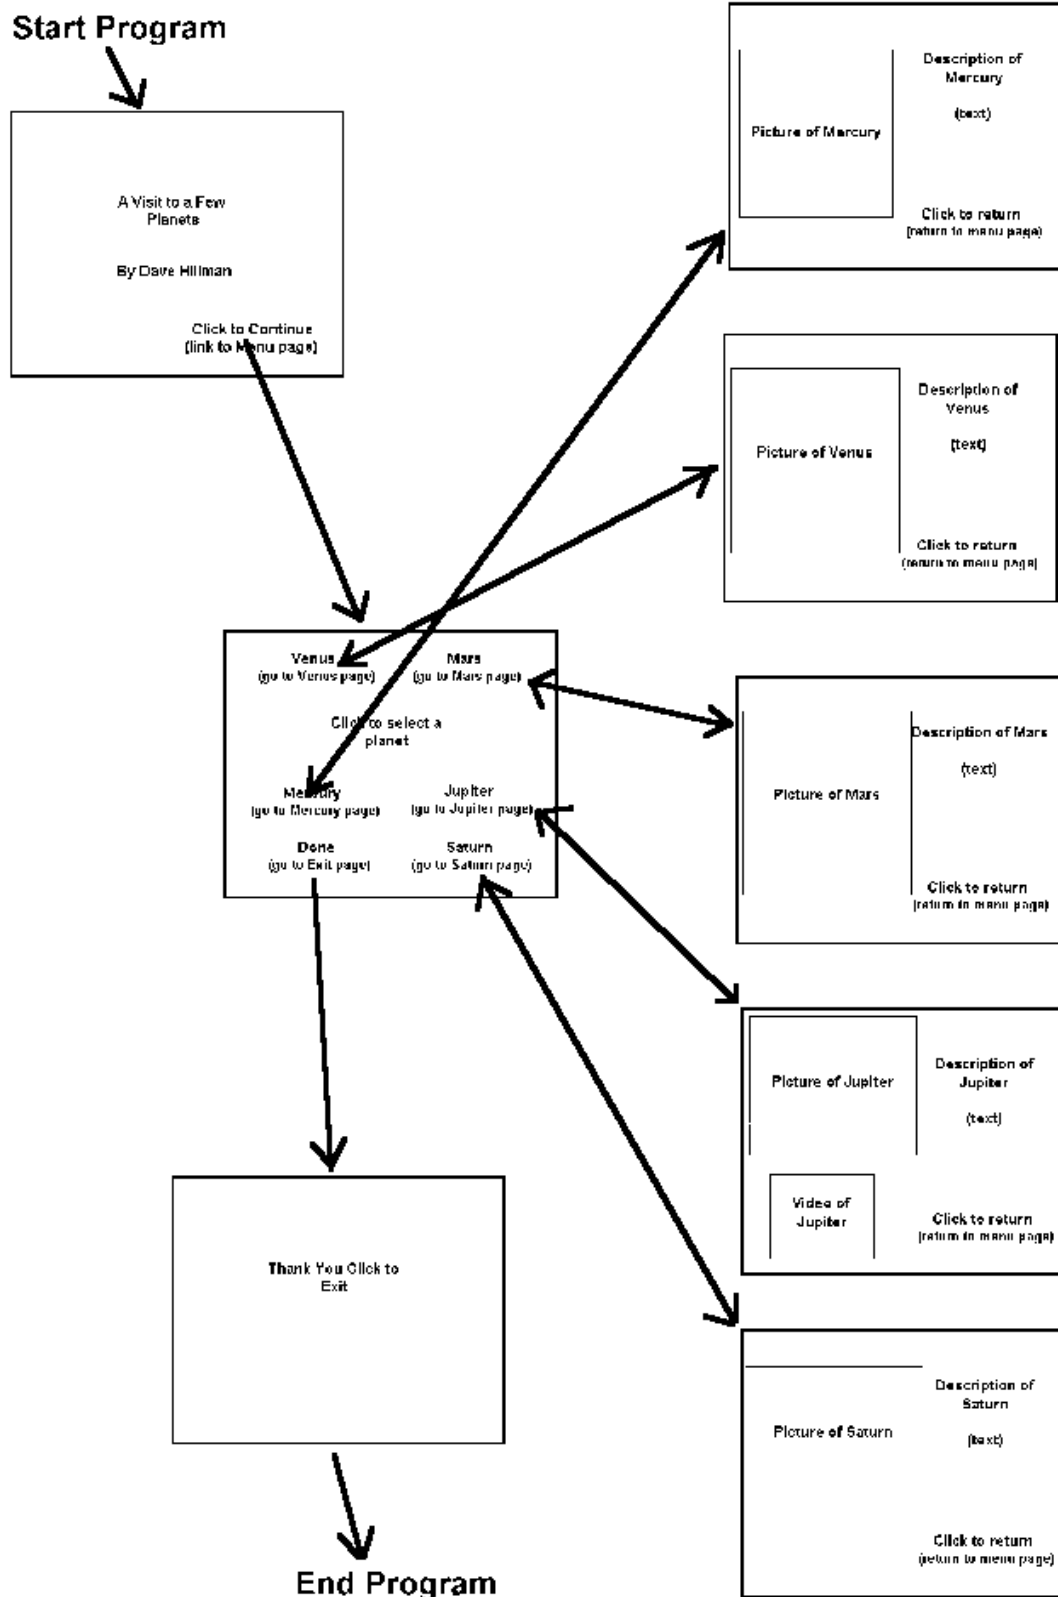 Start Program
A Visit to a Few
Planets
By Dave Hillman
Click to Continue
(link to Menu page)
Description of
Mercury
(text)
Picture of Mercury
Click to return
(return to menu page)
Description of
Venus
(text)
Picture of Venus
Click to return
(return to menu page)
Venus
(go to Venus page)
Mars
(go to Mars page)
Click to select a
planet
Mercury
(go to Mercury page)
Jupiter
(go to Jupiter page)
Done
(go to Exit page)
Saturn
(go to Saturn page)
Description of Mars
(text)
Picture of Mars
Click to return
(return to menu page)
Picture of Jupiter
Description of
Jupiter
(text)
Video of
Jupiter
Click to return
(return to menu page)
Thank You Click to
Exit
Description of
Saturn
(text)
Picture of Saturn
Click to return
(return to menu page)
End Program